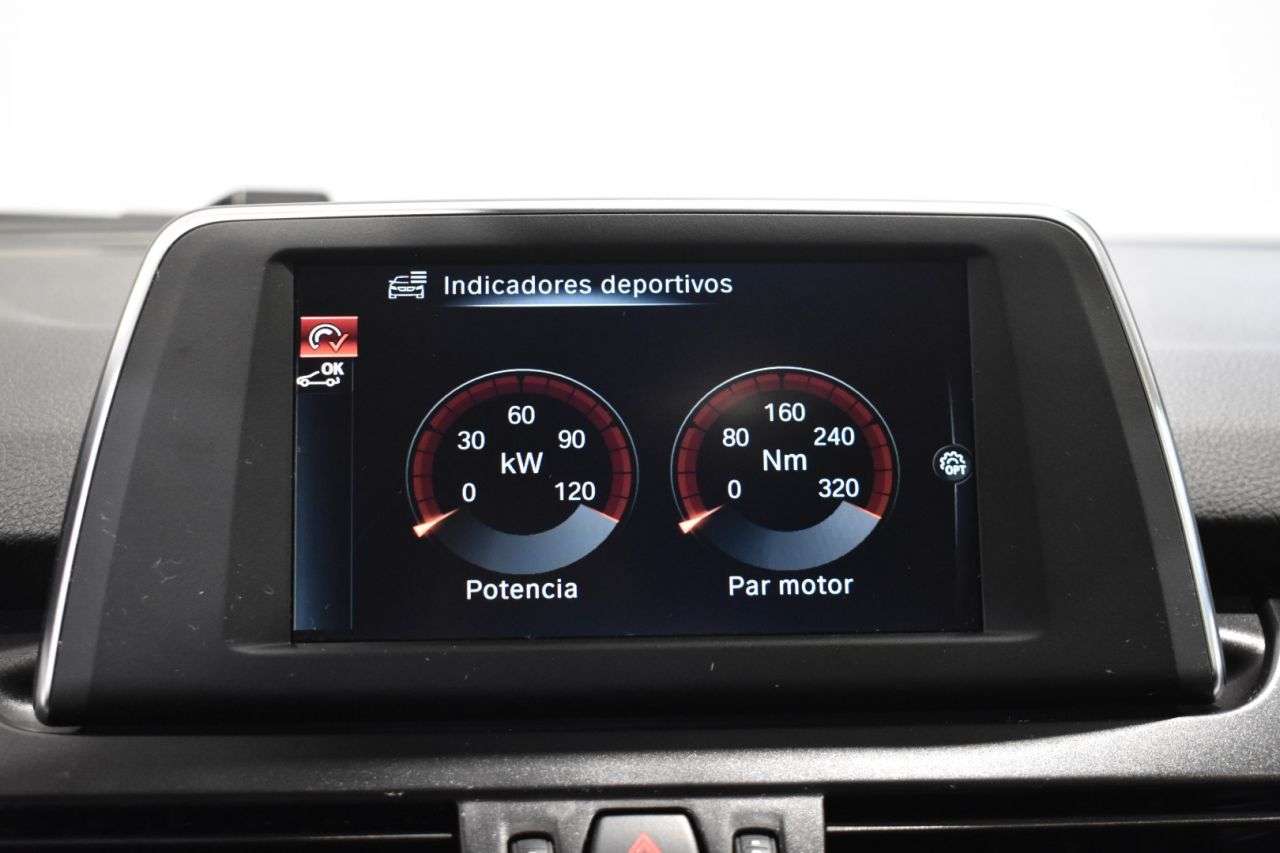 Indicadores deportivos
OK
60
30 90
kW
0 120
Potencia
160
80 240
Nm
0 320
Par motor
OPT